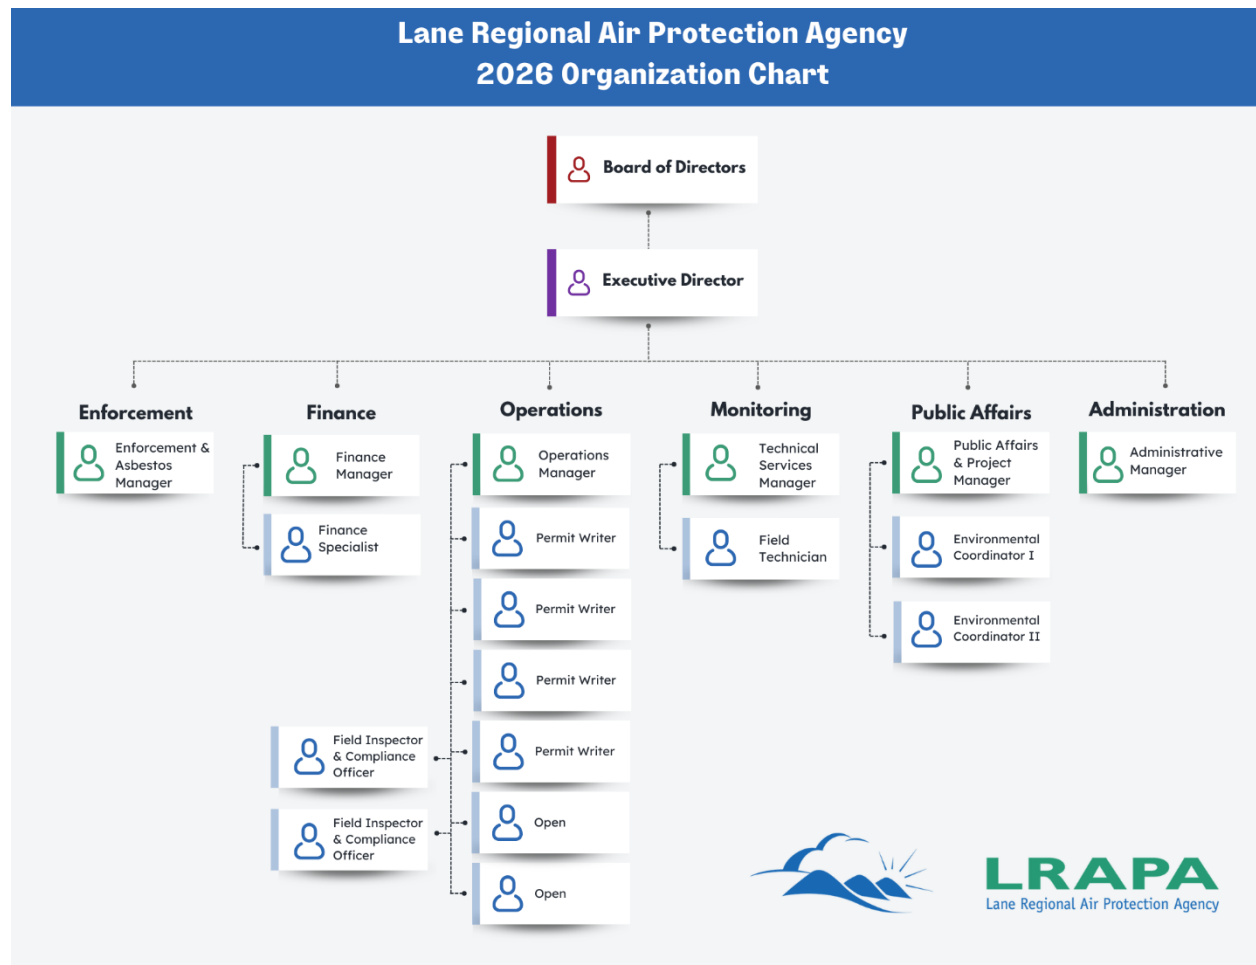 Lane Regional Air Protection Agency
2026 Organization Chart
Board of Directors
Executive Director
Enforcement
Enforcement &
Asbestos
Manager
Finance
Finance
Manager
Finance
Specialist
Operations
Operations
Manager
Permit Writer
Permit Writer
Permit Writer
Permit Writer
Open
Open
Field Inspector
& Compliance
Officer
Field Inspector
& Compliance
Officer
Monitoring
Technical
Services
Manager
Field
Technician
Public Affairs
Public Affairs
& Project
Manager
Environmental
Coordinator I
Environmental
Coordinator II
Administration
Administrative
Manager
LRAPA
Lane Regional Air Protection Agency